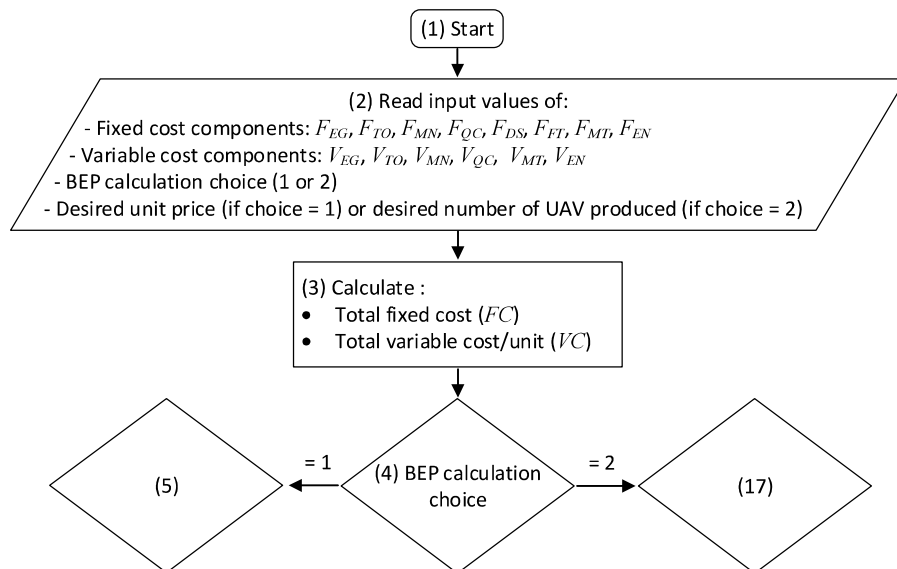 (1) Start
(2) Read input values of:
- Fixed cost components: F_EG, F_TO, F_MN, F_QC, F_DS, F_FT, F_MT, F_EN
- Variable cost components: V_EG, V_TO, V_MN, V_QC, V_MT, V_EN
- BEP calculation choice (1 or 2)
- Desired unit price (if choice = 1) or desired number of UAV produced (if choice = 2)
(3) Calculate :
• Total fixed cost (FC)
• Total variable cost/unit (VC)
(5)
= 1
(4) BEP calculation
choice
= 2
(17)